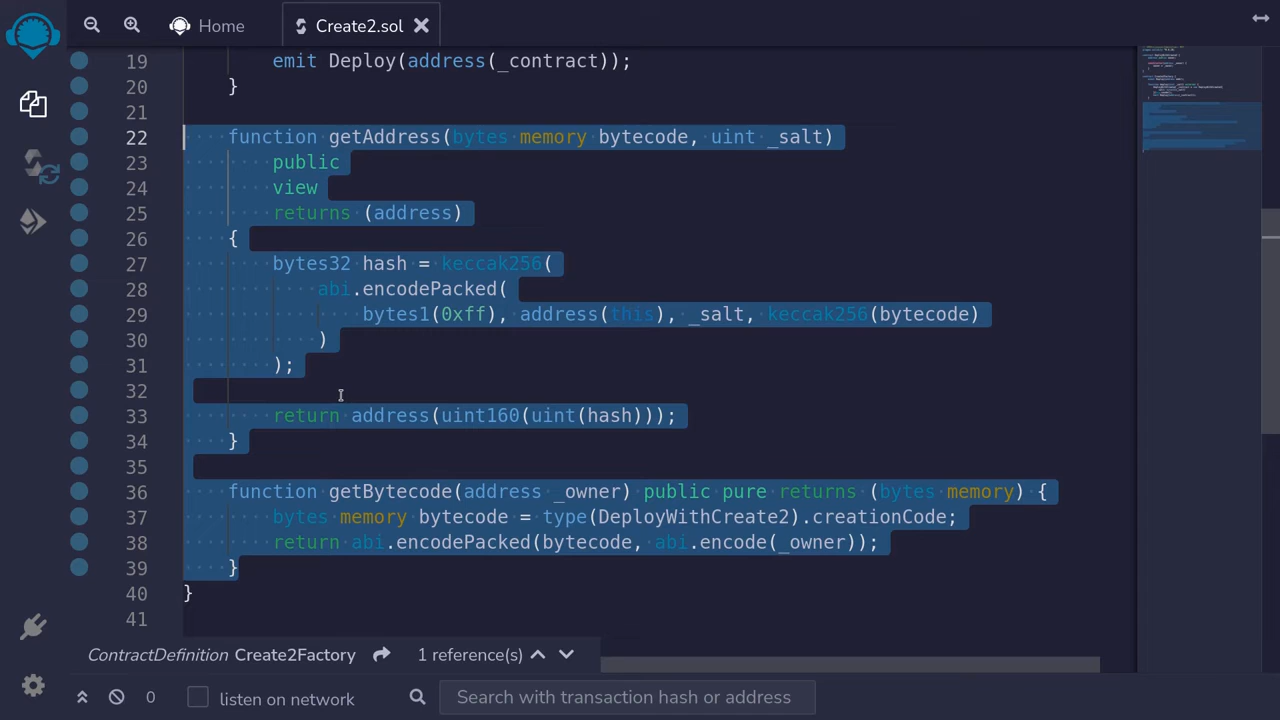 Home
Create2.sol
19 emit Deploy(address(_contract));
20 }
21
22 function getAddress(bytes memory bytecode, uint _salt)
23 public
24 view
25 returns (address)
26 {
27 bytes32 hash = keccak256(
28 abi.encodePacked(
29 bytes1(0xff), address(this), _salt, keccak256(bytecode)
30 )
31 );
32
33 return address(uint160(uint(hash)));
34 }
35
36 function getBytecode(address _owner) public pure returns (bytes memory) {
37 bytes memory bytecode = type(DeployWithCreate2).creationCode;
38 return abi.encodePacked(bytecode, abi.encode(_owner));
39 }
40 }
41
ContractDefinition Create2Factory 1 reference(s)
0 listen on network Search with transaction hash or address